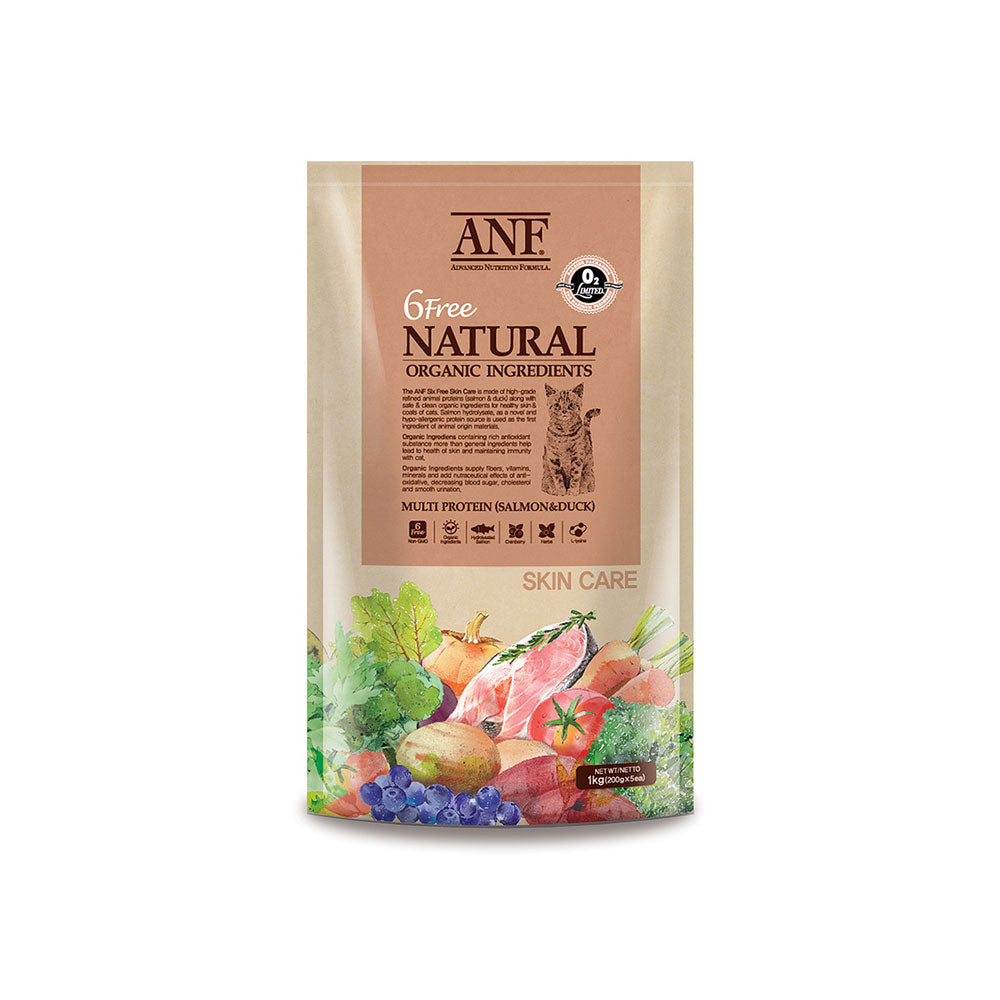 ANF®
ADVANCED NUTRITION FORMULA
O2
LIMITED
6Free
NATURAL
ORGANIC INGREDIENTS
The ANF Six Free Skin Care is made of high-grade
refined animal proteins (salmon & duck) along with
safe & clean organic ingredients for healthy skin &
coats of cats. Salmon hydrolysate, as a novel and
hypo-allergenic protein source is used as the first
ingredient of animal origin materials.
Organic Ingrediens containing rich antioxidant
substance more than general ingredients help
lead to health of skin and maintaining immunity
with cat.
Organic Ingredients supply fibers, vitamins,
minerals and add nutraceutical effects of anti-
oxidative, decreasing blood sugar, cholesterol
and smooth urination.
MULTI PROTEIN (SALMON&DUCK)
6
Free
Non-GMO
Organic
Ingredients
Hydrolysated
Salmon
Cranberry
Herbs
L-lysine
SKIN CARE
NET WT/NETTO
1kg(200g×5ea)